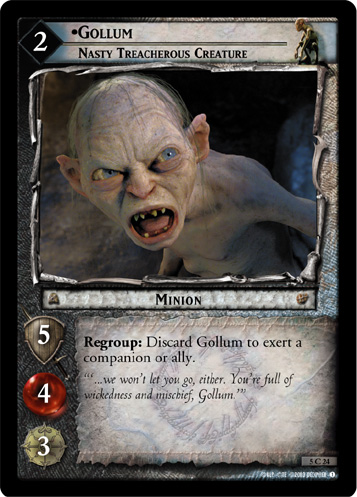 2
•Gollum
Nasty Treacherous Creature
Minion
5
Regroup: Discard Gollum to exert a
companion or ally.
4
"'...we won't let you go, either. You're full of
wickedness and mischief, Gollum.'"
3
5 C 24